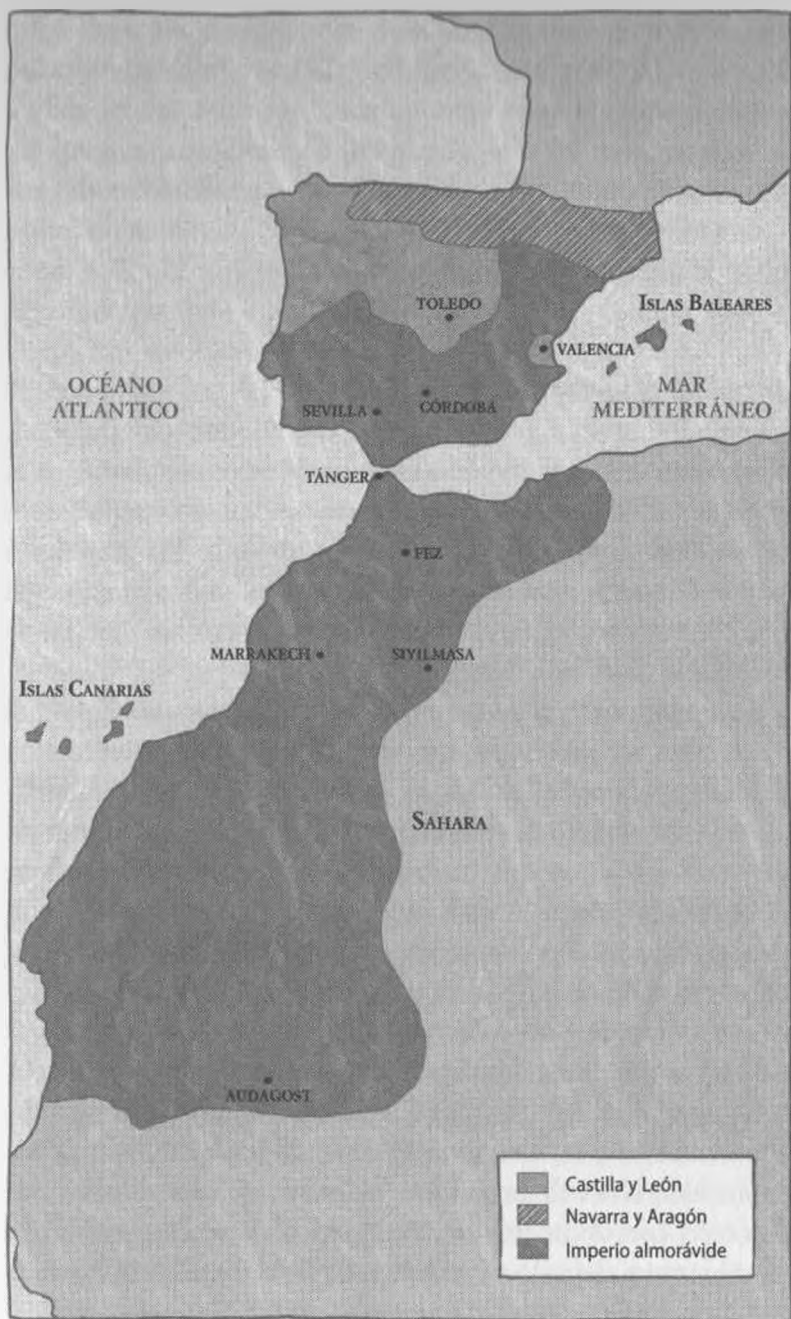 TOLEDO
ISLAS BALEARES
VALENCIA
OCÉANO
ATLÁNTICO
MAR
MEDITERRÁNEO
SEVILLA
CÓRDOBA
TÁNGER
FEZ
MARRAKECH
SIYILMASA
ISLAS CANARIAS
SAHARA
AUDAGOST
Castilla y León
Navarra y Aragón
Imperio almorávide